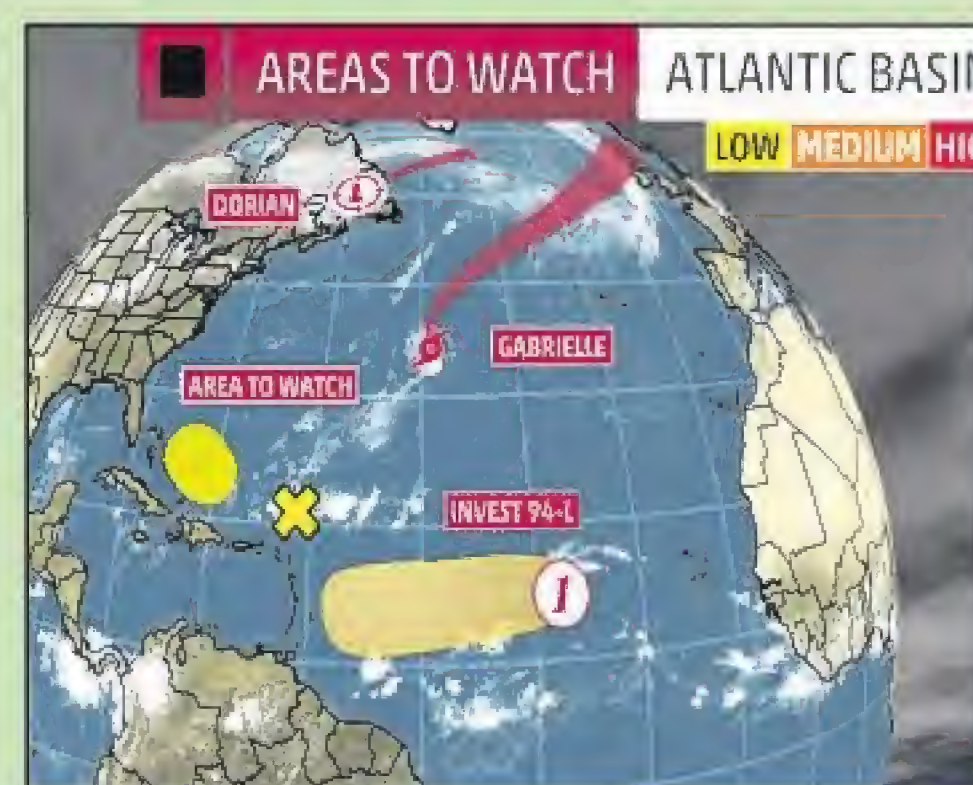 AREAS TO WATCH
ATLANTIC BASIN
LOW MEDIUM
DORIAN
GABRIELLE
AREA TO WATCH
INVEST 94-L
I